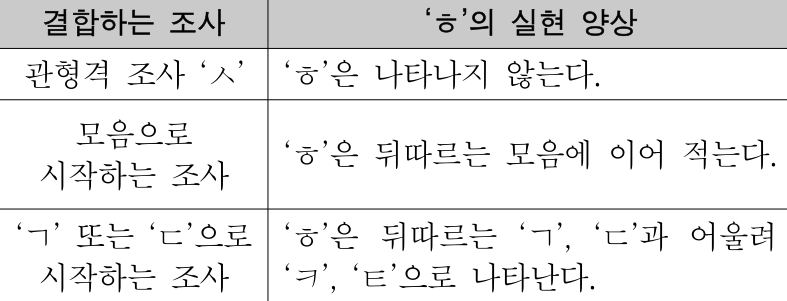 결합하는 조사
‘ㅎ’의 실현 양상
관형격 조사 ‘ㅅ’
‘ㅎ’은 나타나지 않는다.
모음으로
시작하는 조사
‘ㅎ’은 뒤따르는 모음에 이어 적는다.
‘ㄱ’ 또는 ‘ㄷ’으로
시작하는 조사
‘ㅎ’은 뒤따르는 ‘ㄱ’, ‘ㄷ’과 어울려
‘ㅋ’, ‘ㅌ’으로 나타난다.